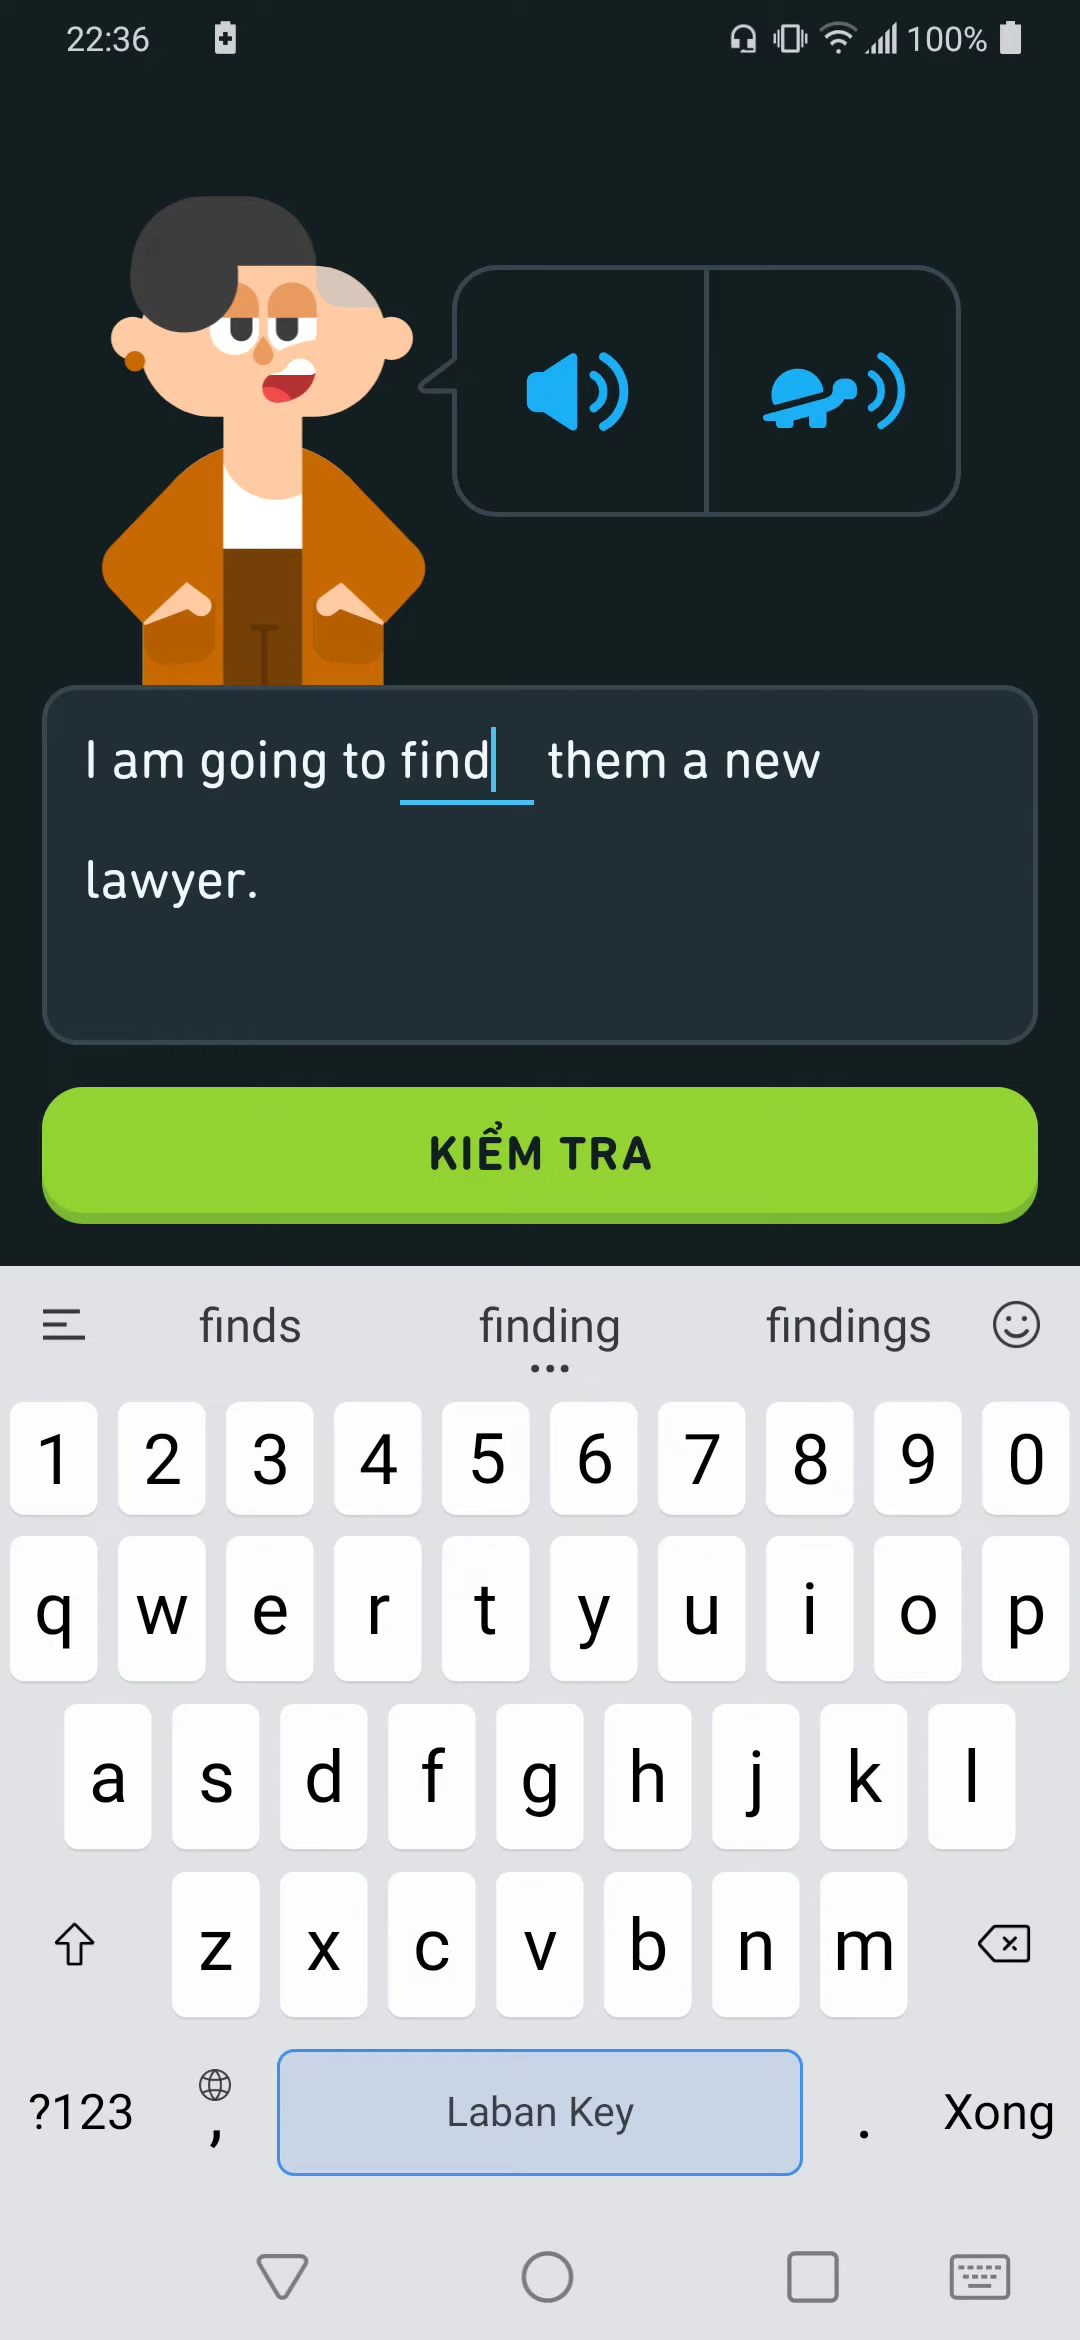 22:36
100%
I am going to find them a new
lawyer.
KIỂM TRA
finds finding findings
1 2 3 4 5 6 7 8 9 0
q w e r t y u i o p
a s d f g h j k l
z x c v b n m
?123 , Laban Key . Xong